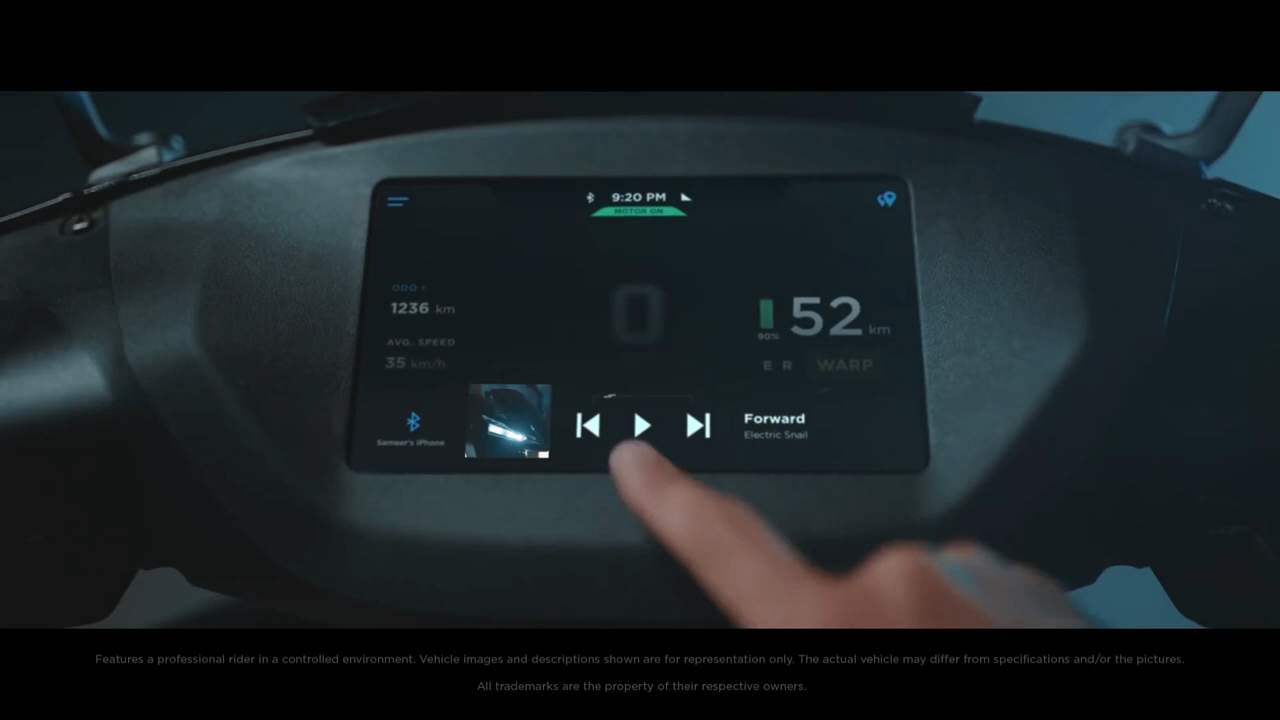 9:20 PM
MOTOR ON
ODO
1236 km
0
52 km
90%
AVG. SPEED
35 km/h
E R WARP
Forward
Electric Snail
Sameer's iPhone
Features a professional rider in a controlled environment. Vehicle images and descriptions shown are for representation only. The actual vehicle may differ from specifications and/or the pictures.
All trademarks are the property of their respective owners.